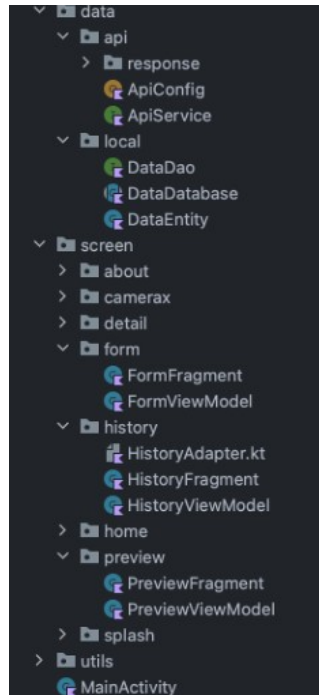 data
api
response
ApiConfig
ApiService
local
DataDao
DataDatabase
DataEntity
screen
about
camerax
detail
form
FormFragment
FormViewModel
history
HistoryAdapter.kt
HistoryFragment
HistoryViewModel
home
preview
PreviewFragment
PreviewViewModel
splash
utils
MainActivity